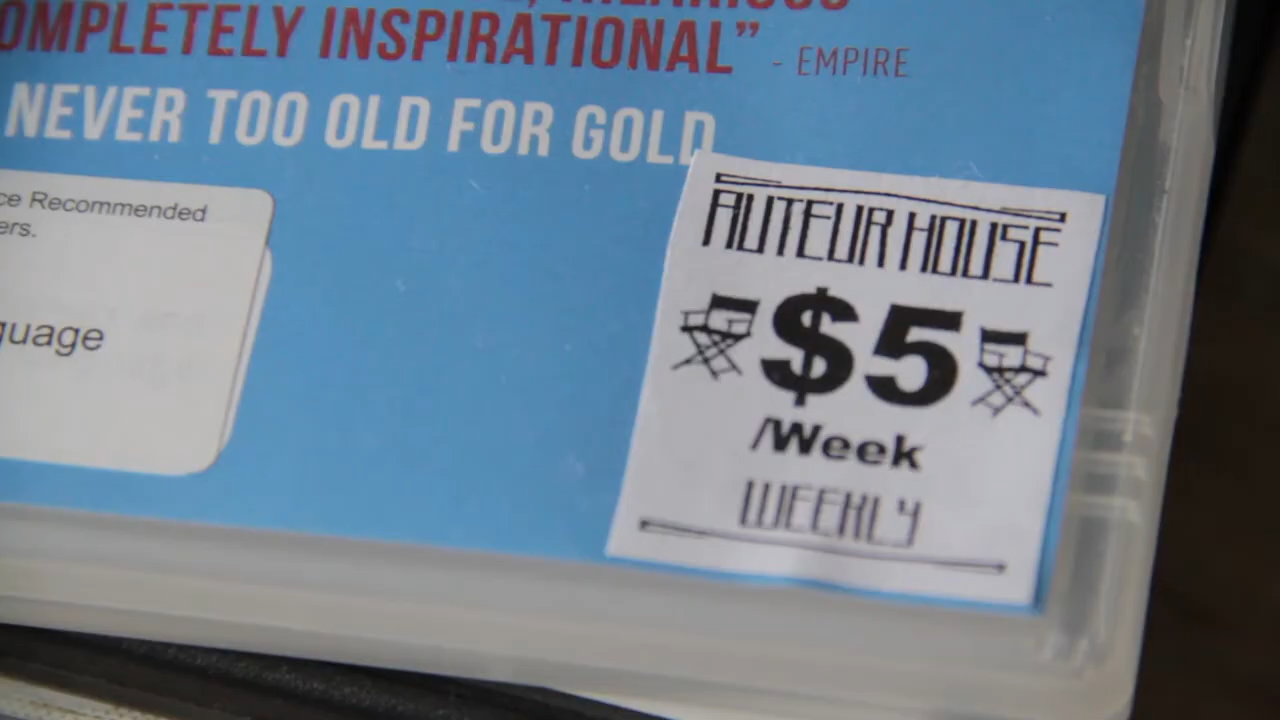 OMPLETELY INSPIRATIONAL”
- EMPIRE
NEVER TOO OLD FOR GOLD
ce Recommended
ers.
guage
AUTEUR HOUSE
$5
/Week
WEEKLY